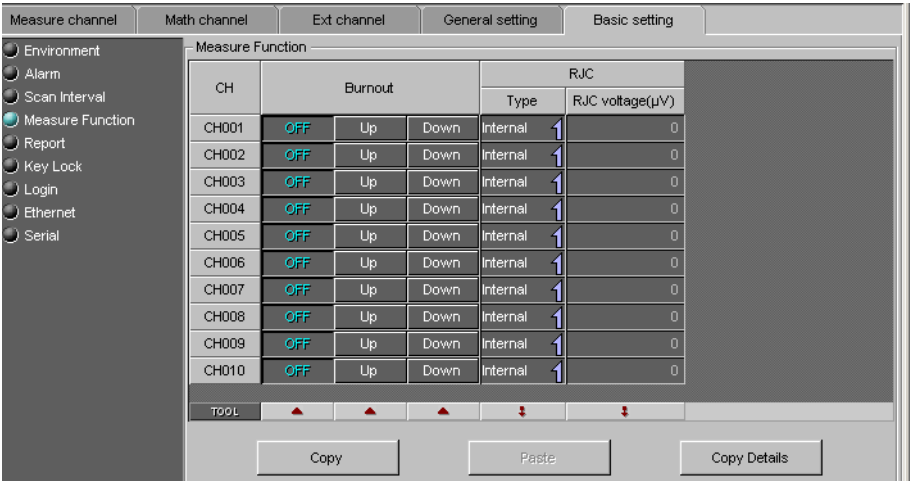 Measure channel Math channel Ext channel General setting Basic setting
Environment
Alarm
Scan Interval
Measure Function
Report
Key Lock
Login
Ethernet
Serial
Measure Function
CH Burnout RJC
Type RJC voltage(µV)
CH001 OFF Up Down Internal 0
CH002 OFF Up Down Internal 0
CH003 OFF Up Down Internal 0
CH004 OFF Up Down Internal 0
CH005 OFF Up Down Internal 0
CH006 OFF Up Down Internal 0
CH007 OFF Up Down Internal 0
CH008 OFF Up Down Internal 0
CH009 OFF Up Down Internal 0
CH010 OFF Up Down Internal 0
TOOL
Copy Paste Copy Details